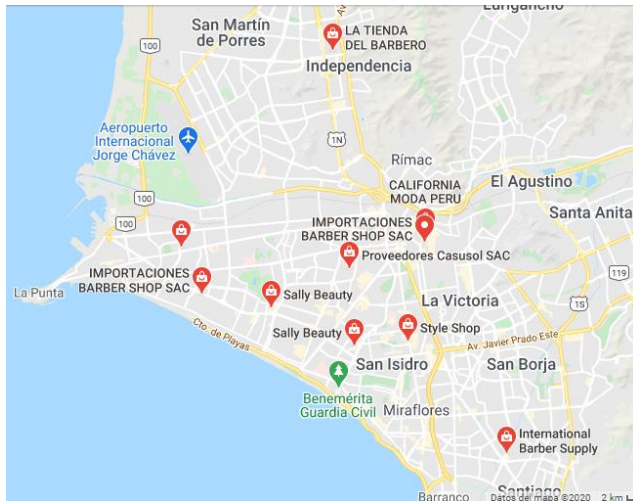 Lurigancho
San Martín
de Porres
LA TIENDA
DEL BARBERO
Independencia
100
Aeropuerto
Internacional
Jorge Chávez
1N
Rímac
El Agustino
CALIFORNIA
MODA PERU
Santa Anita
100
100
IMPORTACIONES
BARBER SHOP SAC
Proveedores Casusol SAC
IMPORTACIONES
BARBER SHOP SAC
119
La Punta
Sally Beauty
La Victoria
1S
Sally Beauty
Style Shop
Cto. de Playas
Av. Javier Prado Este
San Isidro
San Borja
Benemérita
Guardia Civil
Miraflores
International
Barber Supply
Barranco
Santiago
Datos del mapa ©2020
2 km